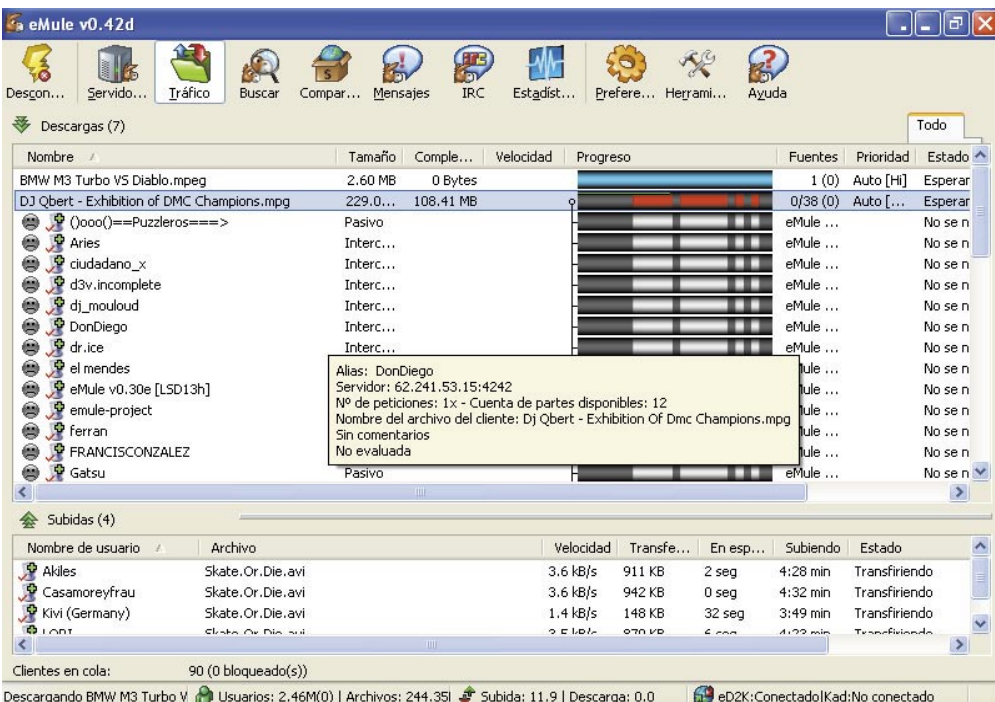 eMule v0.42d
Descon... Servido... Tráfico Buscar Compar... Mensajes IRC Estadíst... Prefere... Herrami... Ayuda
Descargas (7) Todo
Nombre Tamaño Comple... Velocidad Progreso Fuentes Prioridad Estado
BMW M3 Turbo VS Diablo.mpeg 2.60 MB 0 Bytes 1 (0) Auto [Hi] Esperar
DJ Qbert - Exhibition of DMC Champions.mpg 229.0... 108.41 MB 0/38 (0) Auto [... Esperar
()ooo()==Puzzleros===> Pasivo eMule ... No se n
Aries Interc... eMule ... No se n
ciudadano_x Interc... eMule ... No se n
d3v.incomplete Interc... eMule ... No se n
dj_mouloud Interc... eMule ... No se n
DonDiego Interc... eMule ... No se n
dr.ice Interc... eMule ... No se n
el mendes ule ... No se n
eMule v0.30e [LSD13h] ule ... No se n
emule-project ule ... No se n
ferran ule ... No se n
FRANCISCONZALEZ ule ... No se n
Gatsu Pasivo eMule ... No se n
Alias: DonDiego
Servidor: 62.241.53.15:4242
Nº de peticiones: 1x - Cuenta de partes disponibles: 12
Nombre del archivo del cliente: Dj Qbert - Exhibition Of Dmc Champions.mpg
Sin comentarios
No evaluada
Subidas (4)
Nombre de usuario Archivo Velocidad Transfe... En esp... Subiendo Estado
Akiles Skate.Or.Die.avi 3.6 kB/s 911 KB 2 seg 4:28 min Transfiriendo
Casamoreyfrau Skate.Or.Die.avi 3.6 kB/s 942 KB 0 seg 4:32 min Transfiriendo
Kivi (Germany) Skate.Or.Die.avi 1.4 kB/s 148 KB 32 seg 3:49 min Transfiriendo
Skate.Or.Die.avi
Clientes en cola: 90 (0 bloqueado(s))
Descargando BMW M3 Turbo V Usuarios: 2.46M(0) | Archivos: 244.35 Subida: 11.9 | Descarga: 0.0 eD2K:Conectado|Kad:No conectado